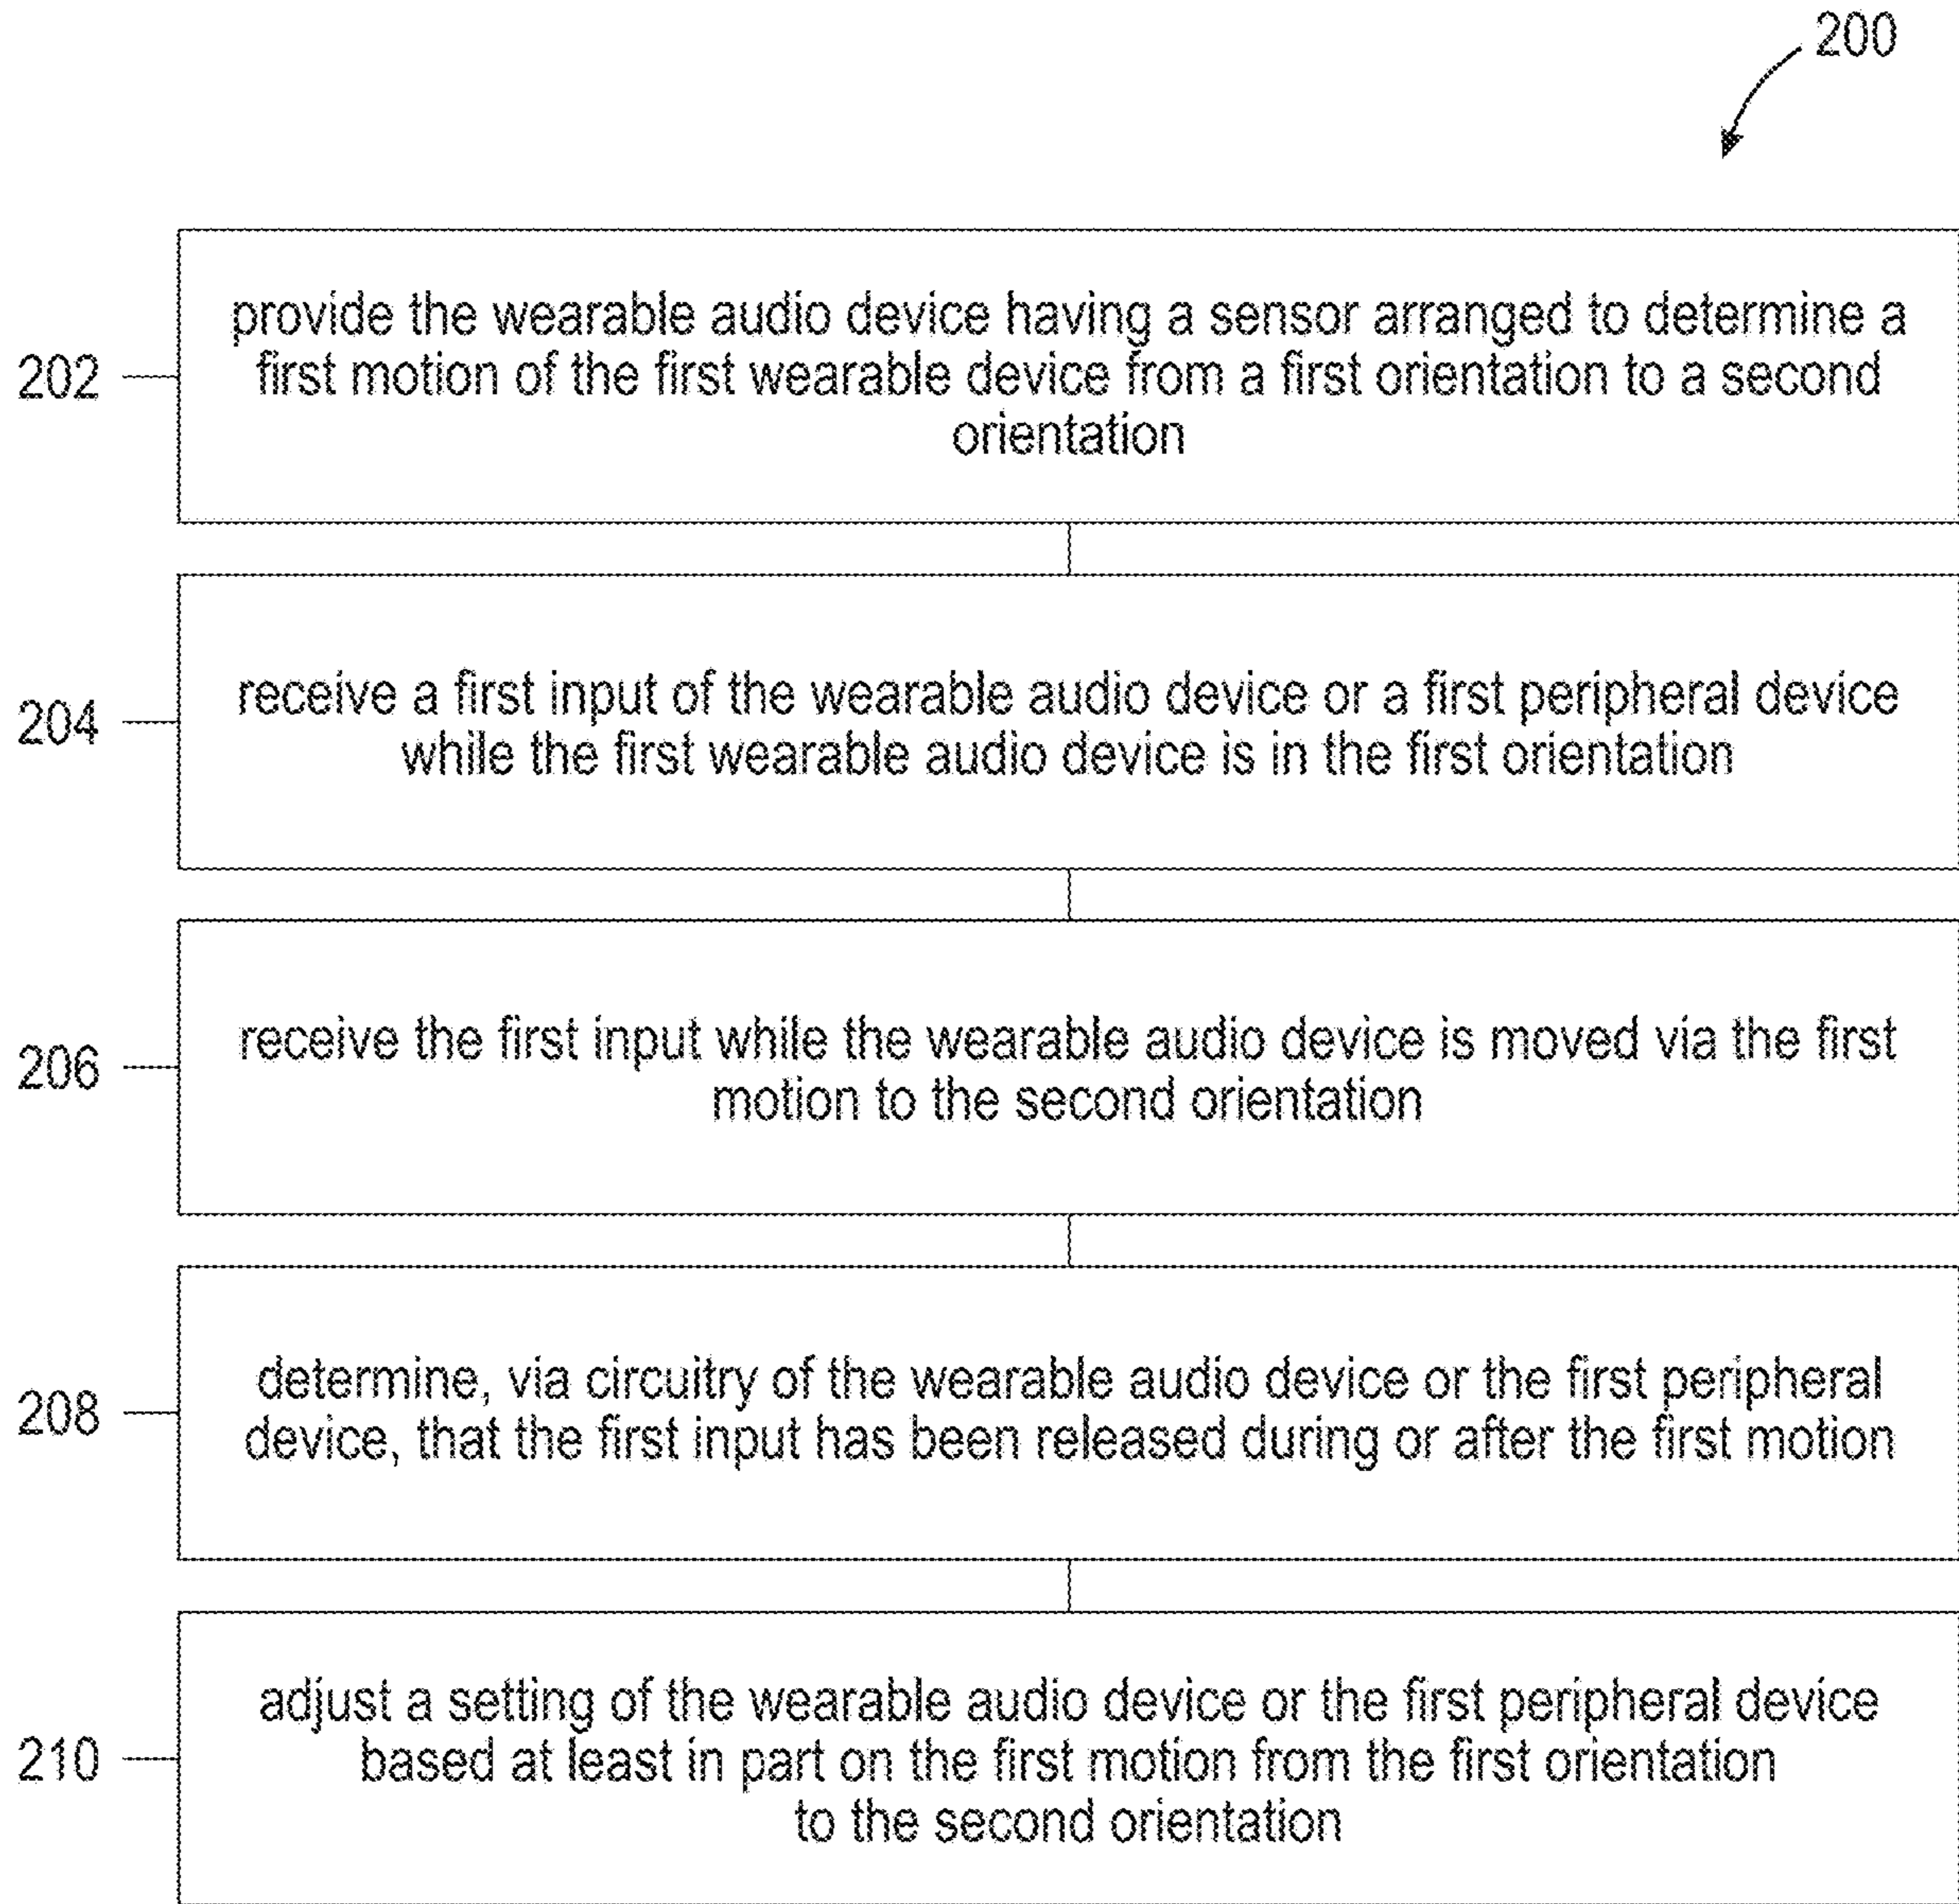 200
202
provide the wearable audio device having a sensor arranged to determine a
first motion of the first wearable device from a first orientation to a second
orientation
204
receive a first input of the wearable audio device or a first peripheral device
while the first wearable audio device is in the first orientation
206
receive the first input while the wearable audio device is moved via the first
motion to the second orientation
208
determine, via circuitry of the wearable audio device or the first peripheral
device, that the first input has been released during or after the first motion
210
adjust a setting of the wearable audio device or the first peripheral device
based at least in part on the first motion from the first orientation
to the second orientation